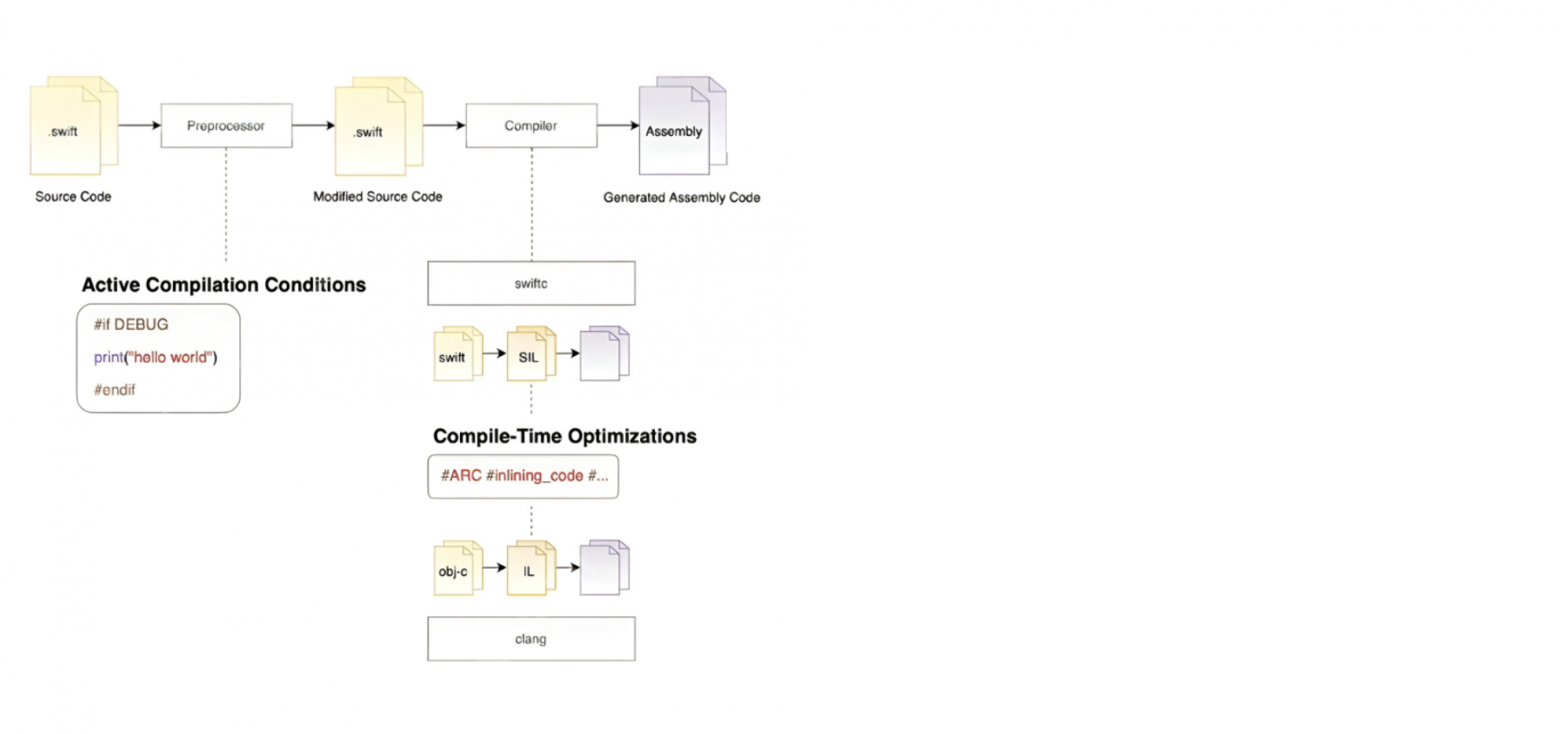 .swift
Preprocessor
.swift
Compiler
Assembly
Source Code
Modified Source Code
Generated Assembly Code
Active Compilation Conditions
#if DEBUG
print("hello world")
#endif
swiftc
swift
SIL
Compile-Time Optimizations
#ARC #inlining_code #...
obj-c
IL
clang